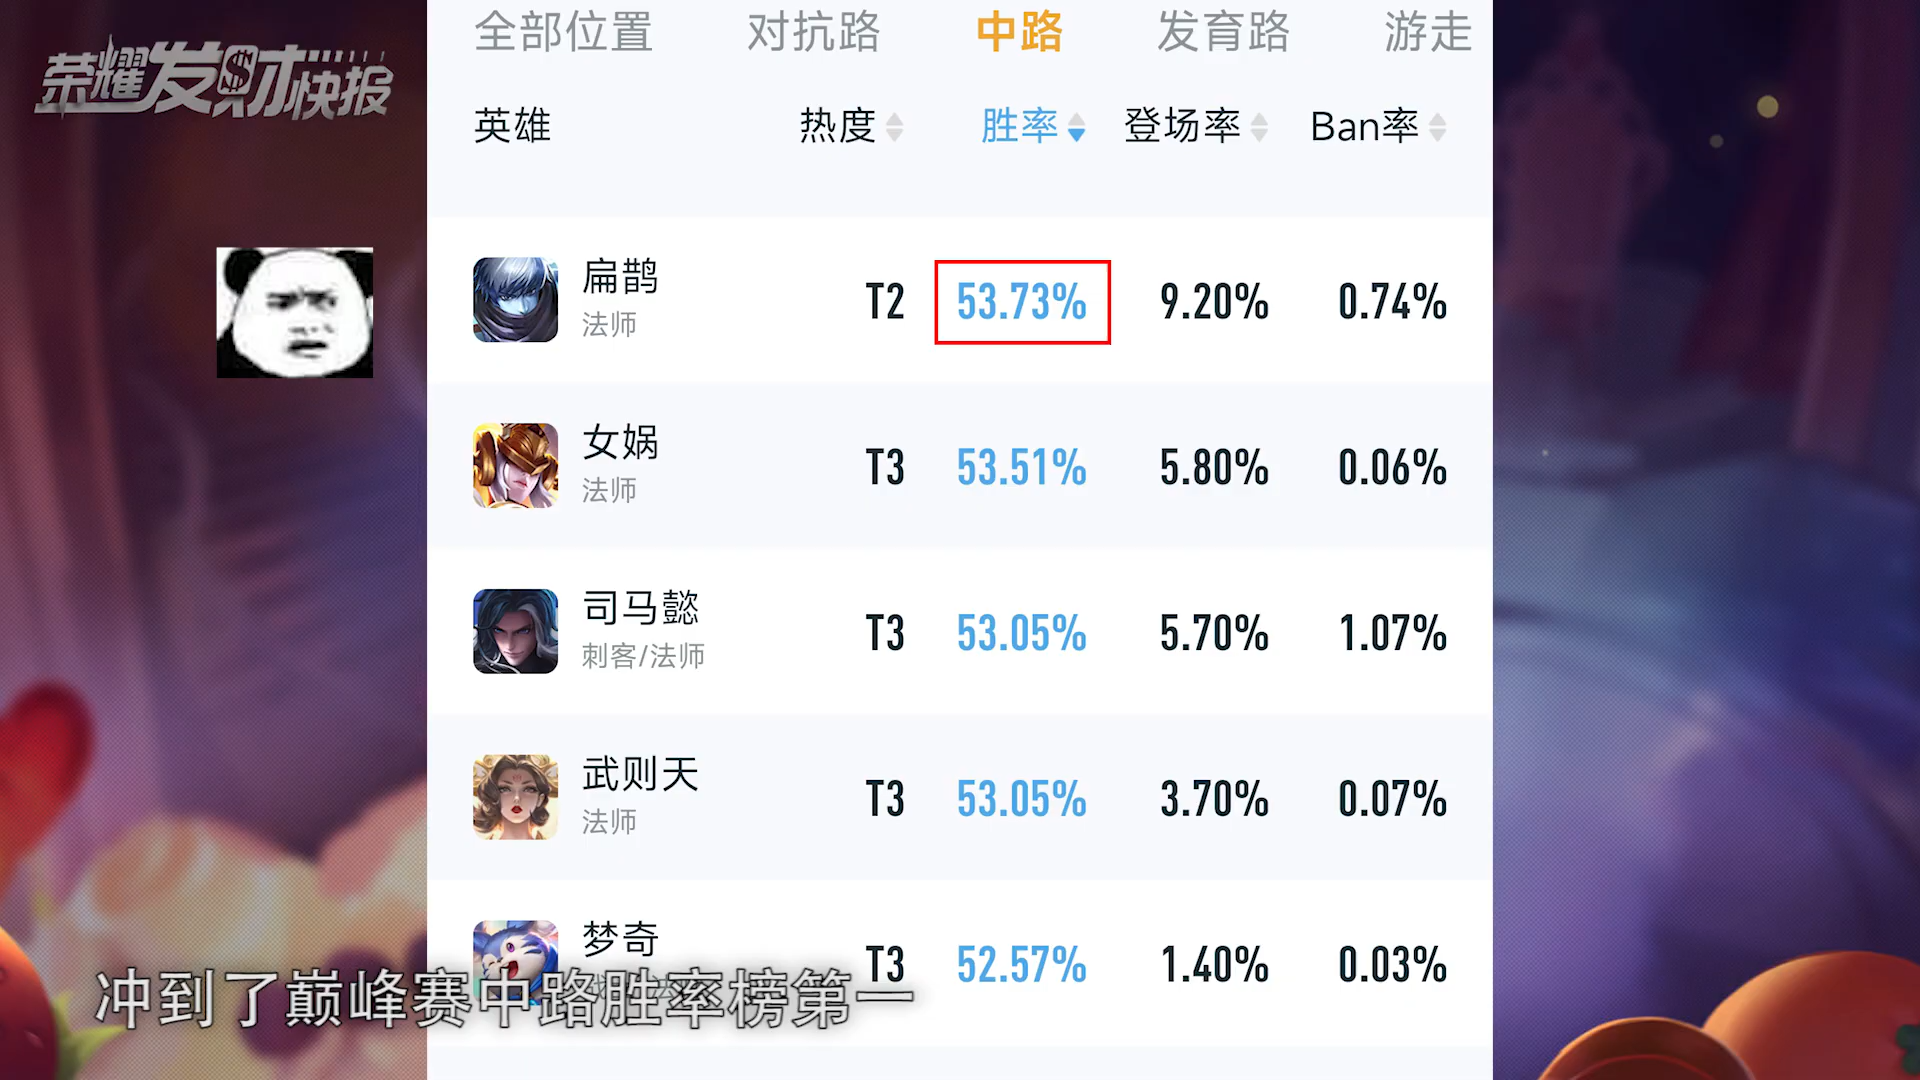 荣耀发财快报
全部位置 对抗路 中路 发育路 游走
英雄 热度 胜率 登场率 Ban率
扁鹊
法师
T2 53.73% 9.20% 0.74%
女娲
法师
T3 53.51% 5.80% 0.06%
司马懿
刺客/法师
T3 53.05% 5.70% 1.07%
武则天
法师
T3 53.05% 3.70% 0.07%
梦奇
T3 52.57% 1.40% 0.03%
冲到了巅峰赛中路胜率榜第一